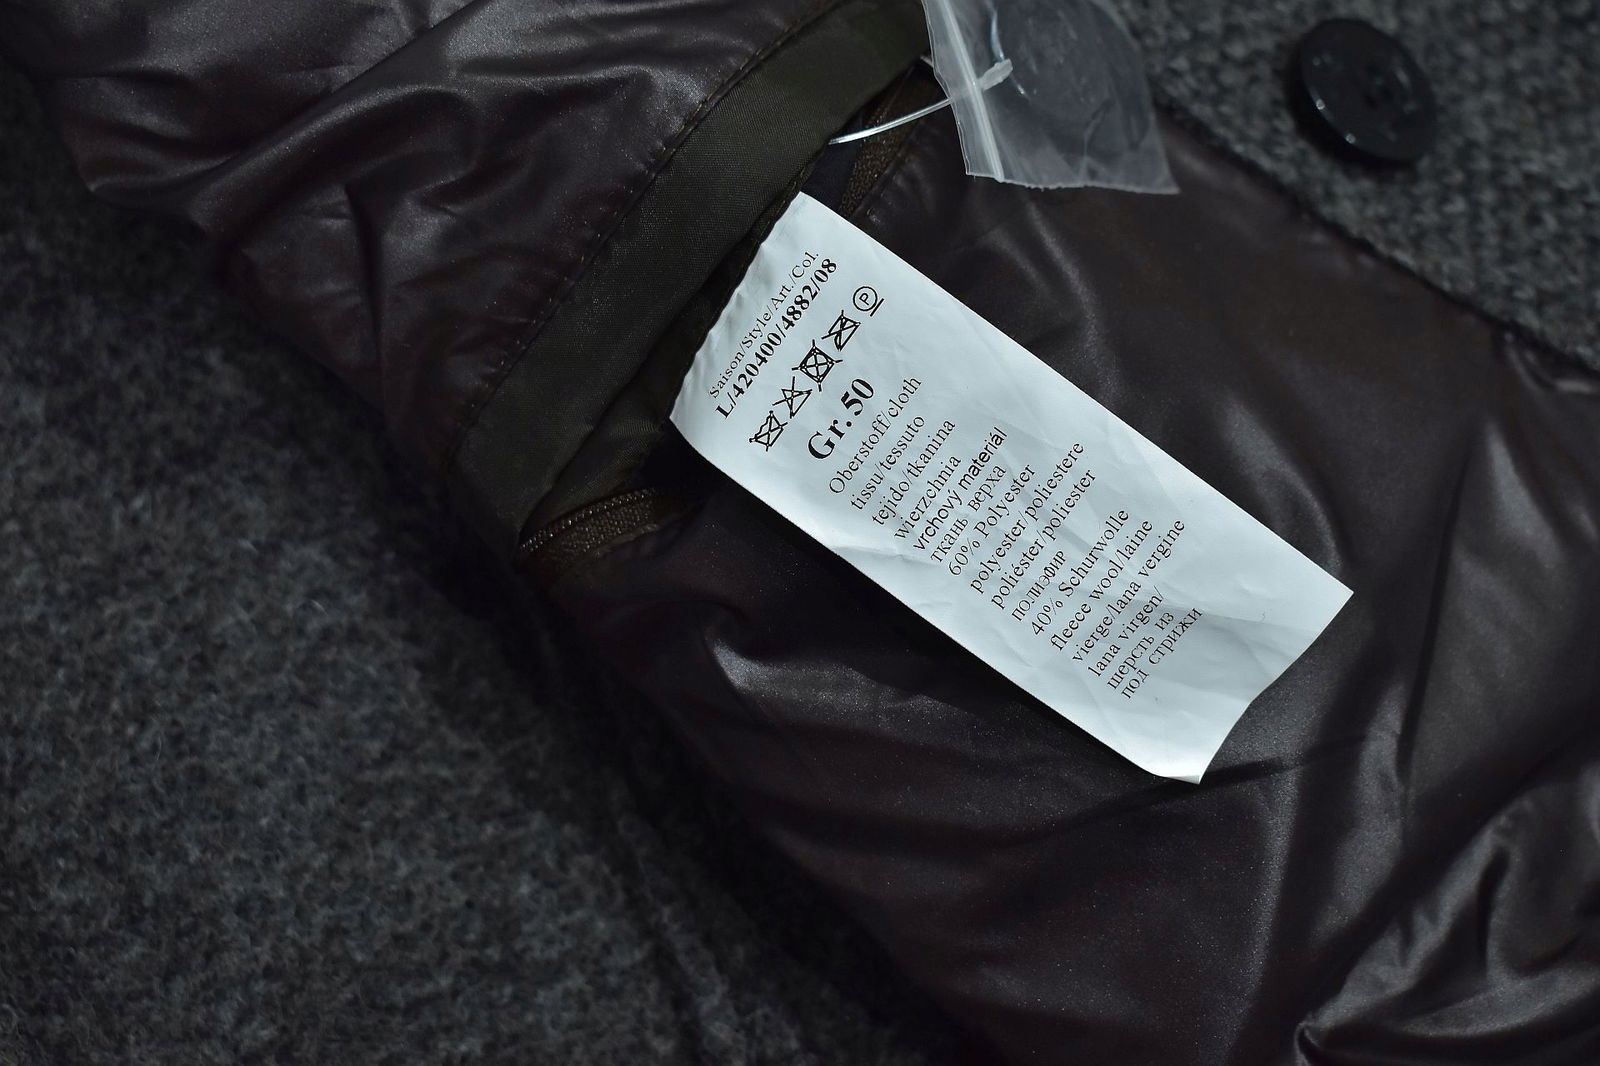 Saison/Style/Art./Col.
L/420400/4882/08
P
Gr.50
Oberstoff/cloth
tissu/tessuto
tejido/tkanina
wierzchnia
vrchový materiál
ткань верха
60% Polyester
polyester/poliestere
poliéster/poliester
полиэфир
40% Schurwolle
fleece wool/laine
vierge/lana vergine
lana virgen/
шерсть из
под стрижи